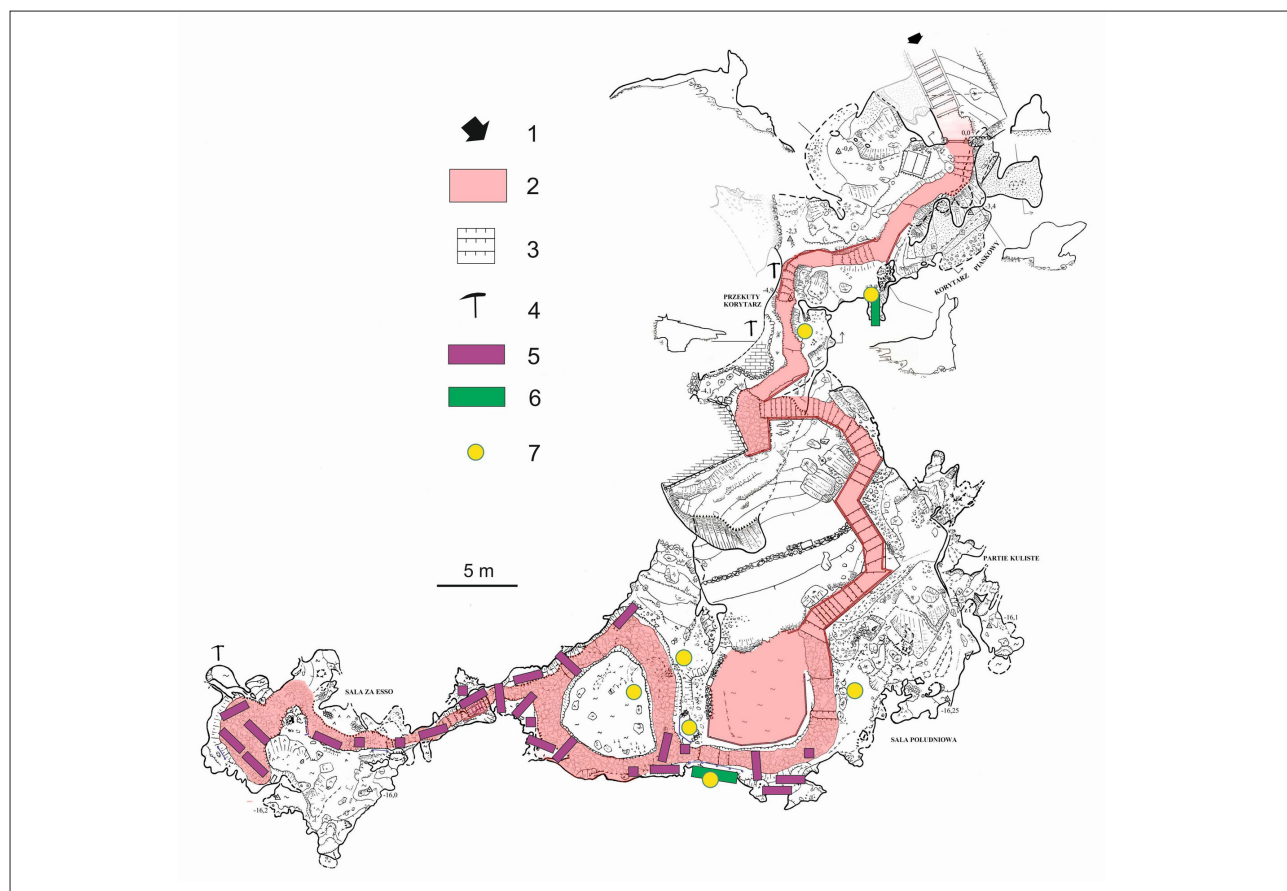 1
2
3
4
5
6
7
5 m
0,0
-0,6
-3,4
-2,3
KORYTARZ PIASKOWY
-4,9
PRZEKUTY
KORYTARZ
-4,1
PARTIE KULISTE
-16,1
-16,25
SALA POŁUDNIOWA
SALA ZA ESSO
-16,0
-16,2